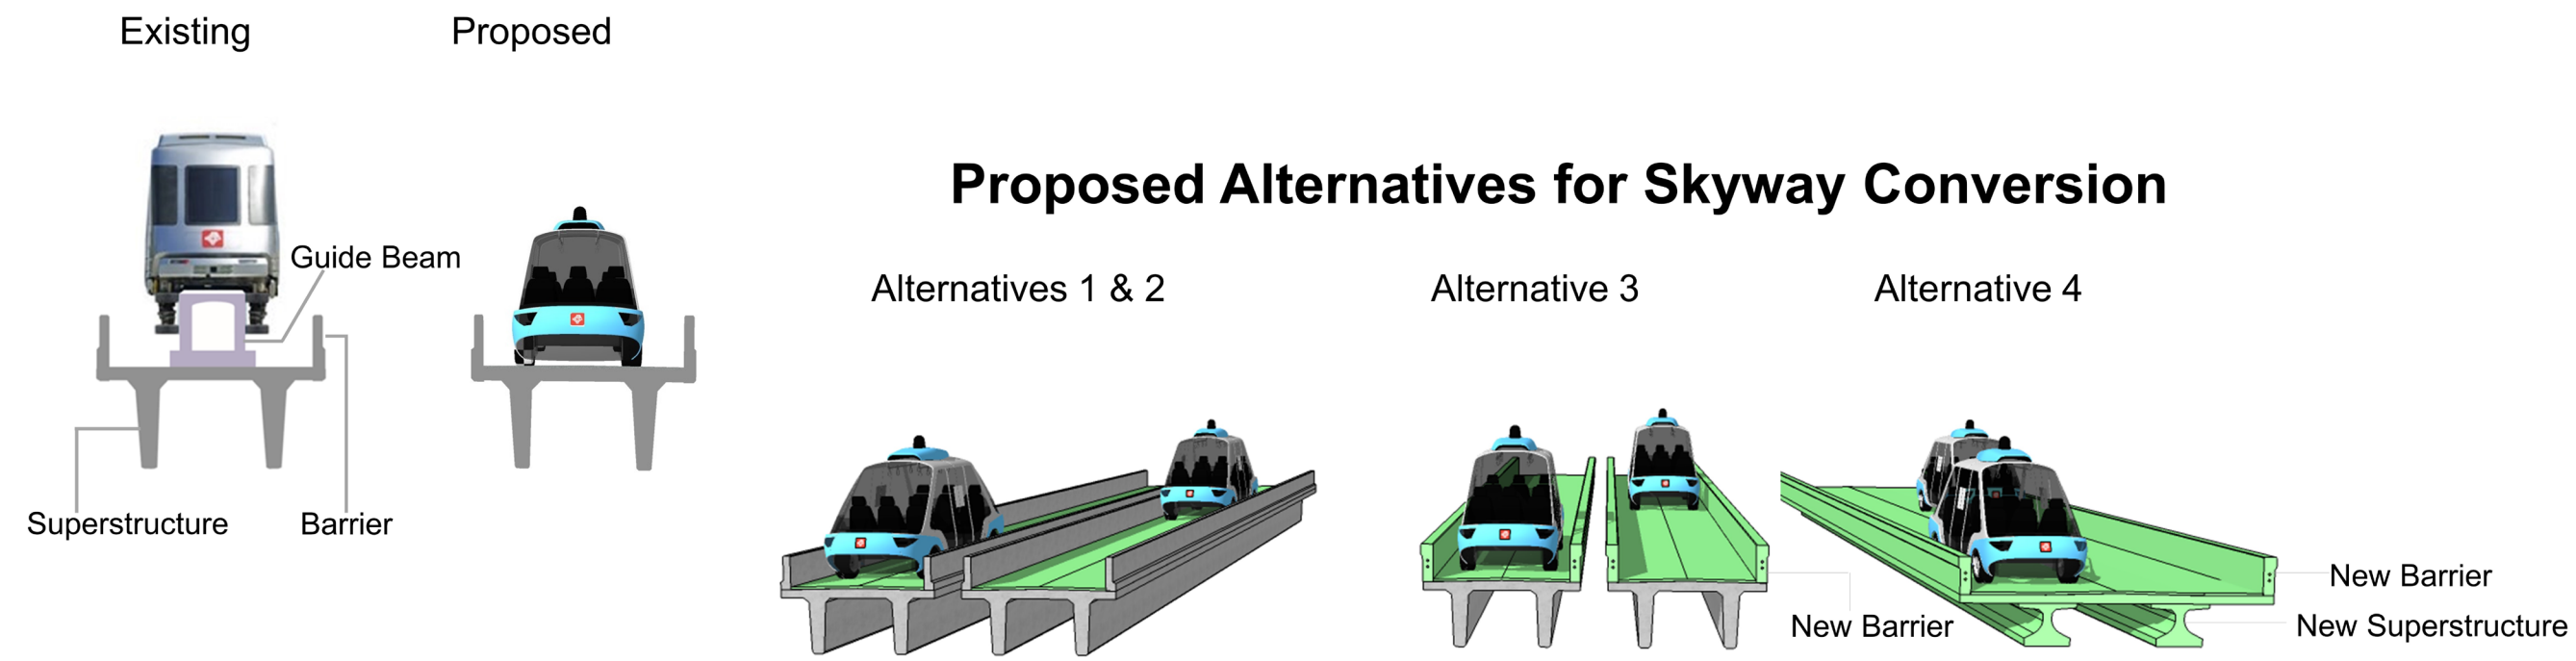 Existing
Proposed
Guide Beam
Superstructure
Barrier
Proposed Alternatives for Skyway Conversion
Alternatives 1 & 2
Alternative 3
Alternative 4
New Barrier
New Barrier
New Superstructure